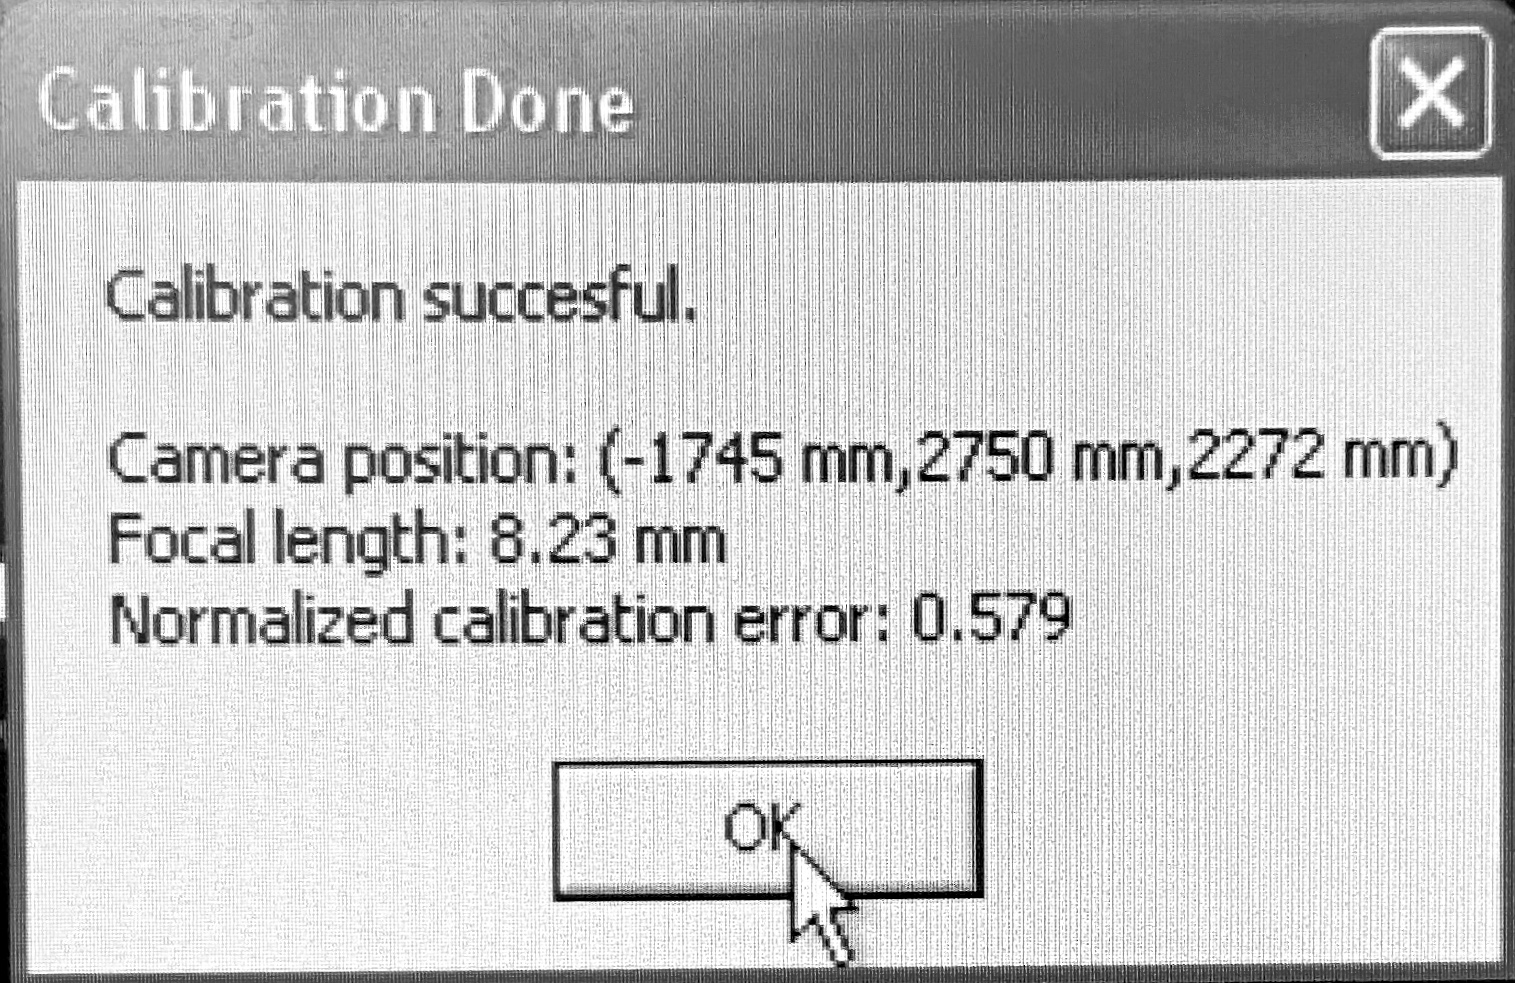 Calibration Done
Calibration succesful.
Camera position: (-1745 mm,2750 mm,2272 mm)
Focal length: 8.23 mm
Normalized calibration error: 0.579
OK